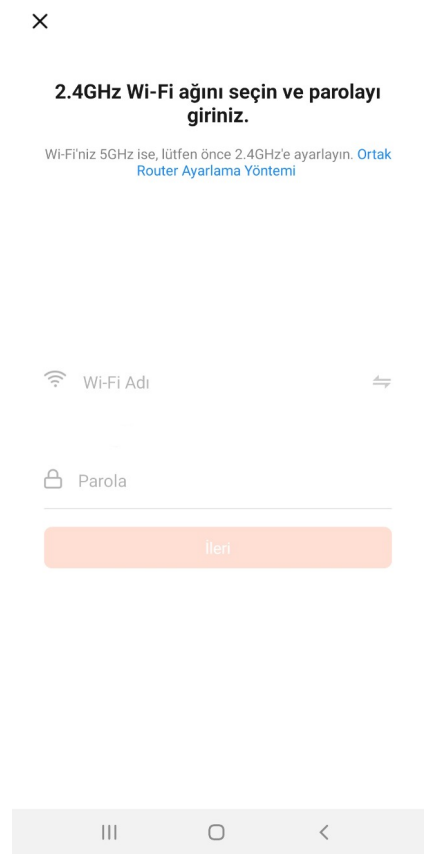 2.4GHz Wi-Fi ağını seçin ve parolayı
giriniz.
Wi-Fi'niz 5GHz ise, lütfen önce 2.4GHz'e ayarlayın. Ortak
Router Ayarlama Yöntemi
Wi-Fi Adı
Parola
İleri